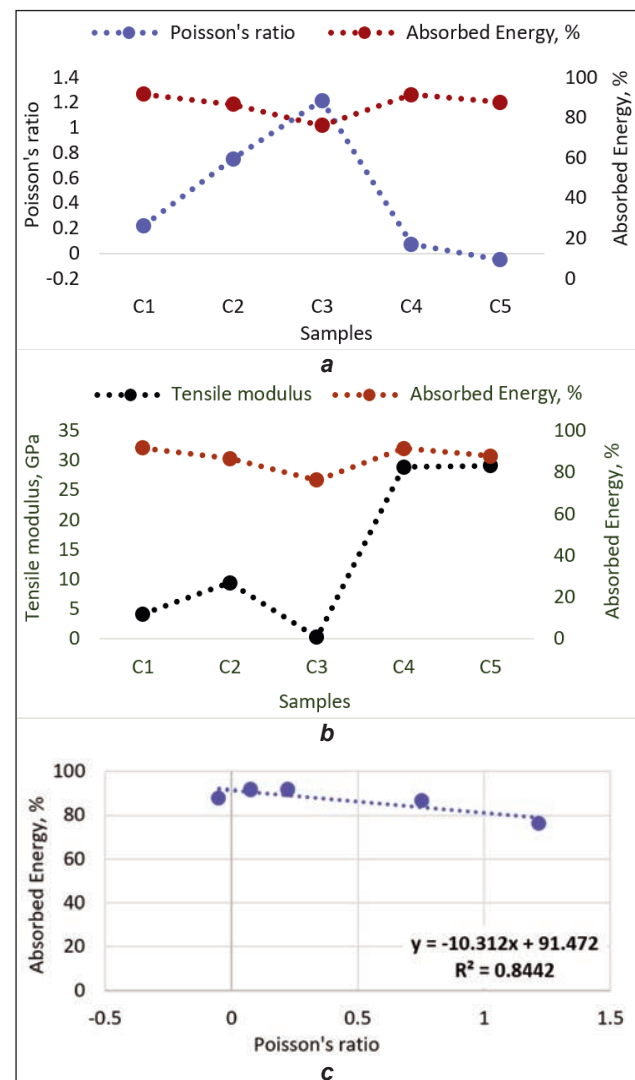 Poisson's ratio Absorbed Energy, %
Poisson's ratio
1.4
1.2
1
0.8
0.6
0.4
0.2
0
-0.2
100
80
60
40
20
0
Absorbed Energy, %
C1 C2 C3 C4 C5
Samples
a
Tensile modulus Absorbed Energy, %
Tensile modulus, GPa
35
30
25
20
15
10
5
0
100
80
60
40
20
0
Absorbed Energy, %
C1 C2 C3 C4 C5
Samples
b
Absorbed Energy, %
100
80
60
40
20
0
y = -10.312x + 91.472
R² = 0.8442
-0.5 0 0.5 1 1.5
Poisson's ratio
c